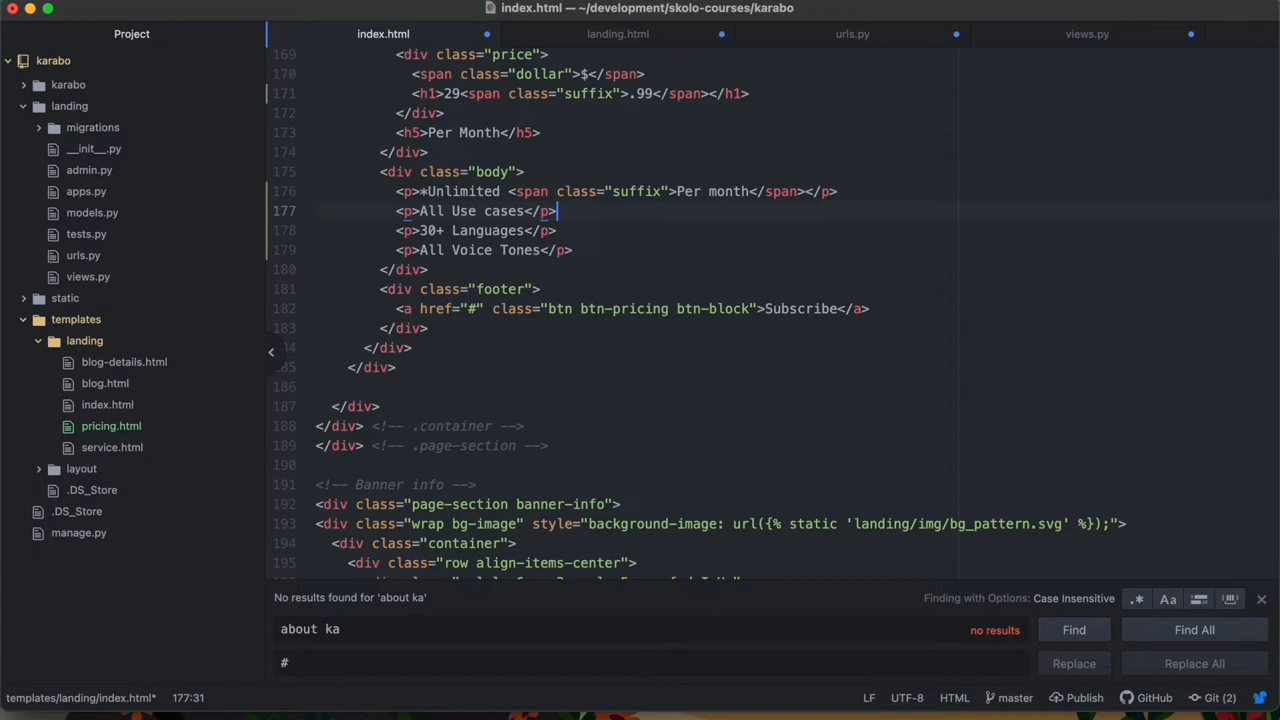 index.html — ~/development/skolo-courses/karabo
Project
index.html
landing.html
urls.py
views.py
karabo
karabo
landing
migrations
__init__.py
admin.py
apps.py
models.py
tests.py
urls.py
views.py
static
templates
landing
blog-details.html
blog.html
index.html
pricing.html
service.html
layout
.DS_Store
.DS_Store
manage.py
169 <div class="price">
170 <span class="dollar">$</span>
171 <h1>29<span class="suffix">.99</span></h1>
172 </div>
173 <h5>Per Month</h5>
174 </div>
175 <div class="body">
176 <p>*Unlimited <span class="suffix">Per month</span></p>
177 <p>All Use cases</p>
178 <p>30+ Languages</p>
179 <p>All Voice Tones</p>
180 </div>
181 <div class="footer">
182 <a href="#" class="btn btn-pricing btn-block">Subscribe</a>
183 </div>
84 </div>
85 </div>
186
187 </div>
188 </div> <!-- .container -->
189 </div> <!-- .page-section -->
190
191 <!-- Banner info -->
192 <div class="page-section banner-info">
193 <div class="wrap bg-image" style="background-image: url({% static 'landing/img/bg_pattern.svg' %});">
194 <div class="container">
195 <div class="row align-items-center">
No results found for 'about ka'
Finding with Options: Case Insensitive
.*
Aa
about ka
no results
Find
Find All
#
Replace
Replace All
templates/landing/index.html*
177:31
LF
UTF-8
HTML
master
Publish
GitHub
Git (2)